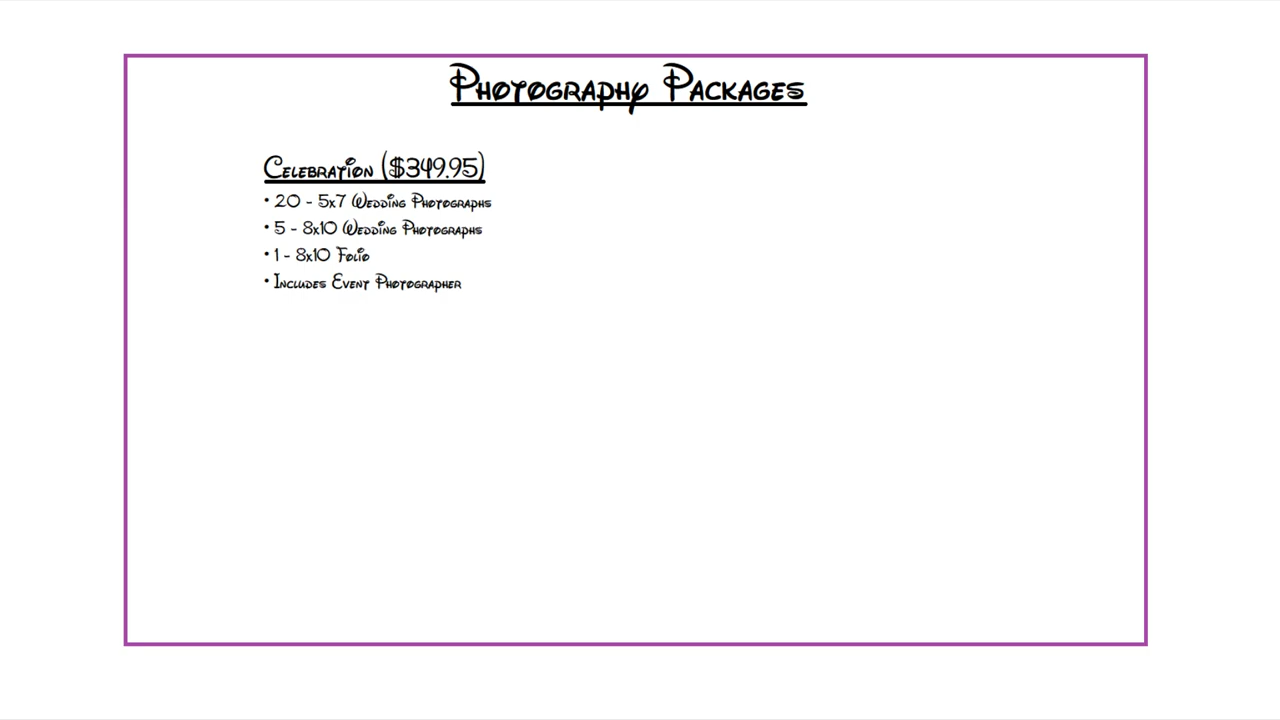 Photography Packages
Celebration ($349.95)
• 20 - 5x7 Wedding Photographs
• 5 - 8x10 Wedding Photographs
• 1 - 8x10 Folio
• Includes Event Photographer